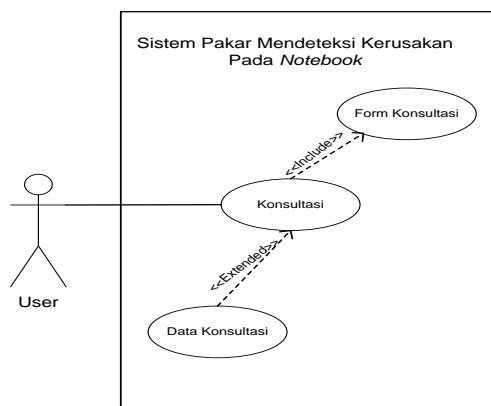 Sistem Pakar Mendeteksi Kerusakan
Pada Notebook
Form Konsultasi
<<Include>>
Konsultasi
<<Extended>>
User
Data Konsultasi